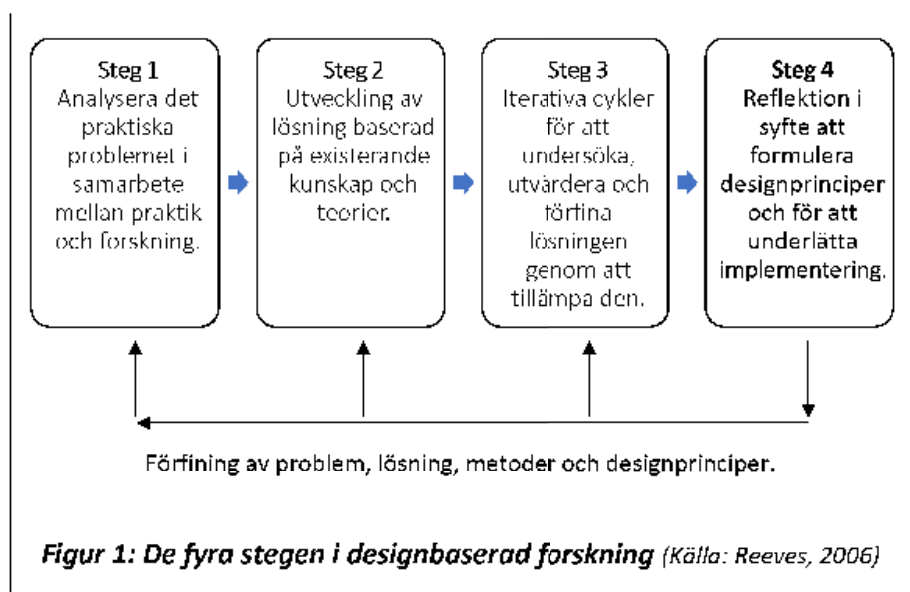 Steg 1
Analysera det
praktiska
problemet i
samarbete
mellan praktik
och forskning.
Steg 2
Utveckling av
lösning baserad
på existerande
kunskap och
teorier.
Steg 3
Iterativa cykler
för att
undersöka,
utvärdera och
förfina
lösningen
genom att
tillämpa den.
Steg 4
Reflektion i
syfte att
formulera
designprinciper
och för att
underlätta
implementering.
Förfining av problem, lösning, metoder och designprinciper.
Figur 1: De fyra stegen i designbaserad forskning (Källa: Reeves, 2006)